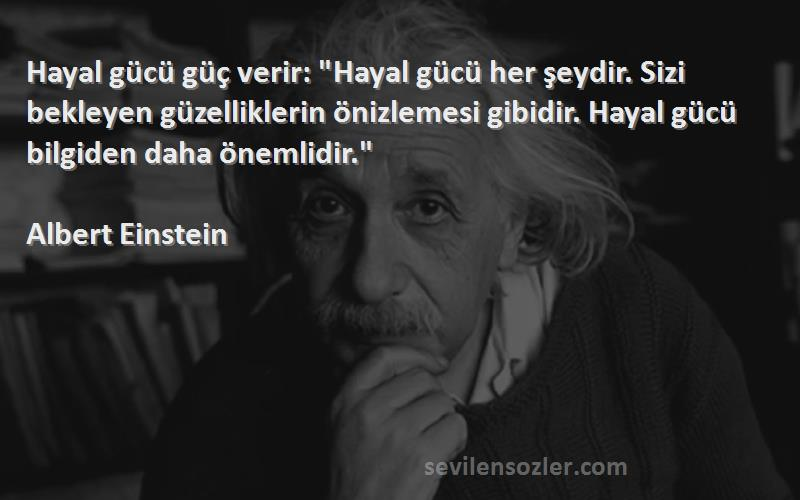 Hayal gücü güç verir: "Hayal gücü her şeydir. Sizi
bekleyen güzelliklerin önizlemesi gibidir. Hayal gücü
bilgiden daha önemlidir."
Albert Einstein
sevilensozler.com